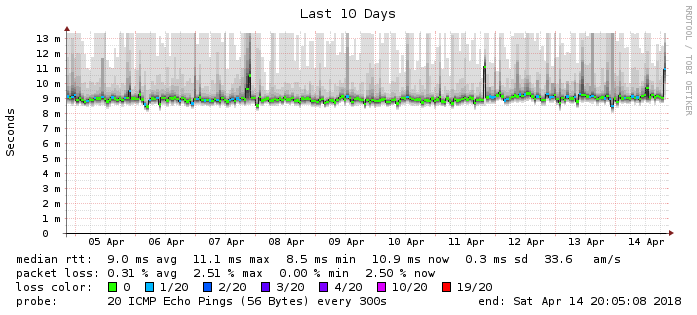 Last 10 Days
RRDTOOL / TOBI OETIKER
Seconds
13 m
12 m
11 m
10 m
9 m
8 m
7 m
6 m
5 m
4 m
3 m
2 m
1 m
0
05 Apr 06 Apr 07 Apr 08 Apr 09 Apr 10 Apr 11 Apr 12 Apr 13 Apr 14 Apr
median rtt: 9.0 ms avg 11.1 ms max 8.5 ms min 10.9 ms now 0.3 ms sd 33.6 am/s
packet loss: 0.31 % avg 2.51 % max 0.00 % min 2.50 % now
loss color: 0 1/20 2/20 3/20 4/20 10/20 19/20
probe: 20 ICMP Echo Pings (56 Bytes) every 300s end: Sat Apr 14 20:05:08 2018